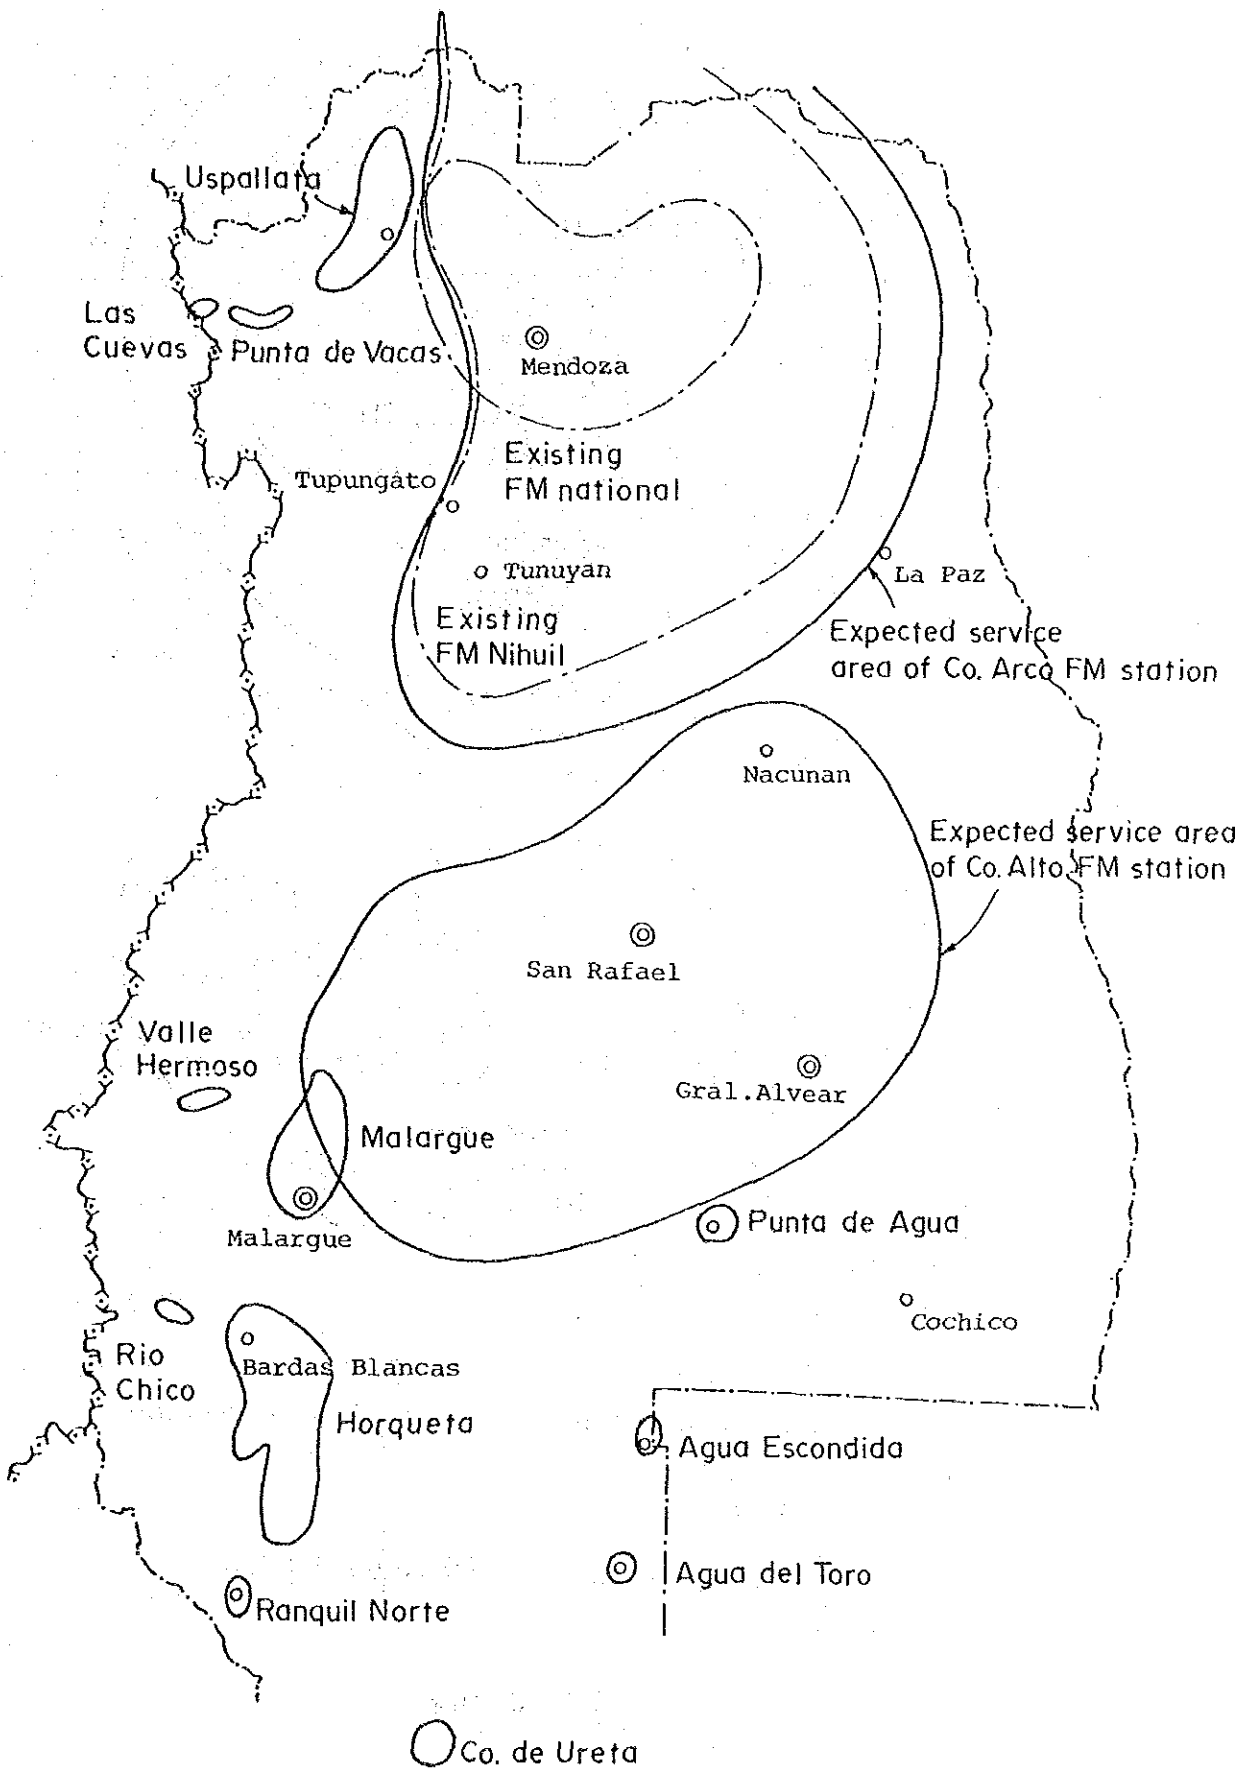 Uspallata
Las
Cuevas
Punta de Vacas
Mendoza
Existing
FM national
Tupungato
Tunuyan
La Paz
Existing
FM Nihuil
Expected service
area of Co. Arco FM station
Nacunan
Expected service area
of Co. Alto FM station
San Rafael
Valle
Hermoso
Gral.Alvear
Malargue
Malargue
Punta de Agua
Cochico
Rio
Chico
Bardas Blancas
Horqueta
Agua Escondida
Agua del Toro
Ranquil Norte
Co. de Ureta